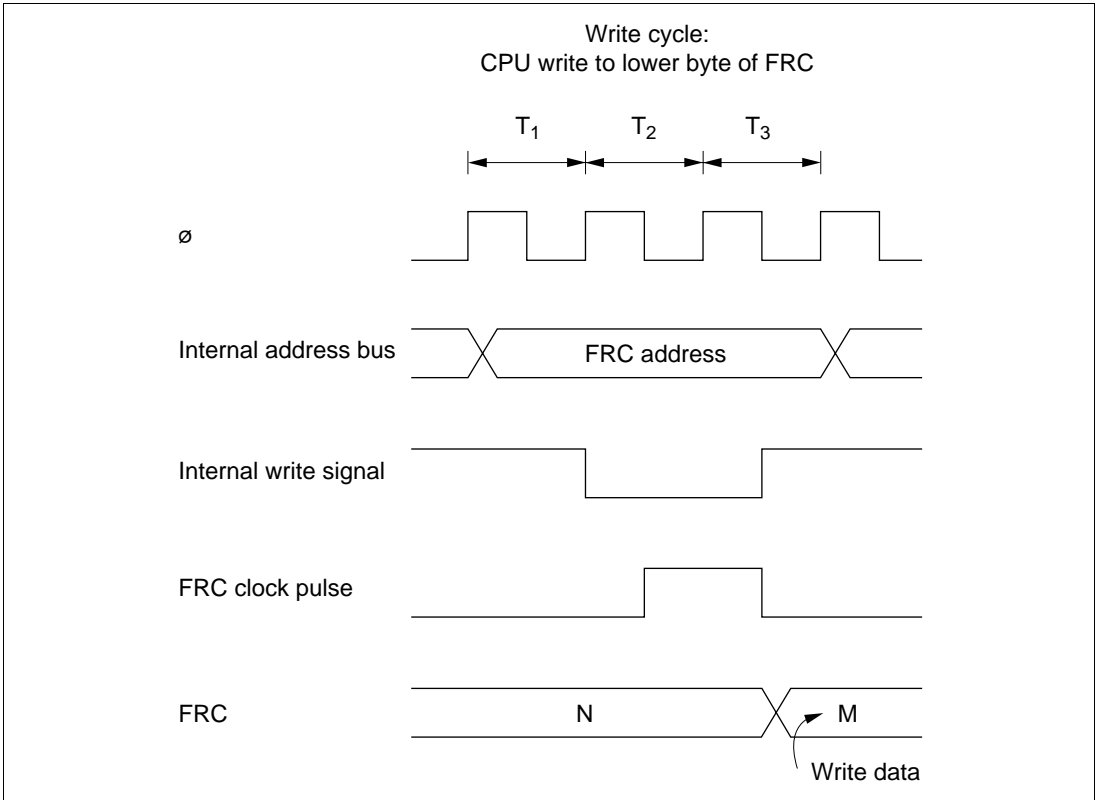 Write cycle:
CPU write to lower byte of FRC
T1 T2 T3
ø
Internal address bus
FRC address
Internal write signal
FRC clock pulse
FRC
N
M
Write data